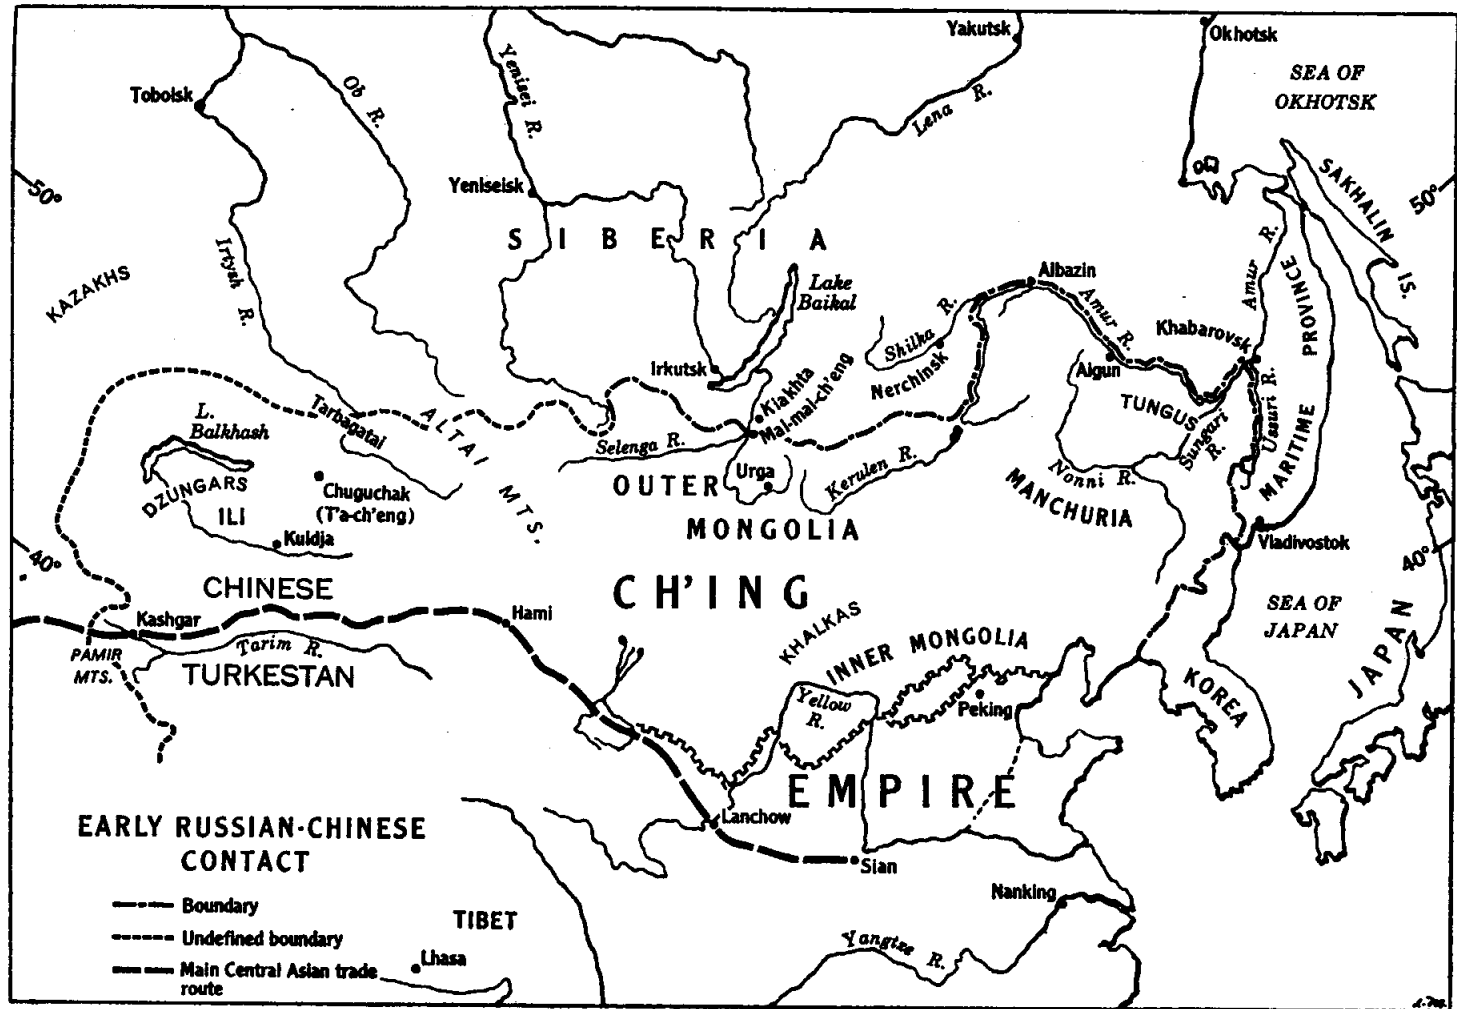 Yakutsk
Okhotsk
SEA OF
OKHOTSK
Tobolsk
Ob R.
Yenisei R.
Lena R.
Yeniseisk
50°
50°
SAKHALIN IS.
SIBERIA
KAZAKHS
Irtysh R.
Lake
Baikal
Albazin
Amur R.
Amur R.
Shilka R.
Nerchinsk
Khabarovsk
Aigun
Irkutsk
Kiakhta
Mai-mai-ch'eng
TUNGUS
Ussuri R.
Sungari
R.
MARITIME PROVINCE
L.
Balkhash
Tarbagatai
ALTAI MTS.
Selenga R.
Urga
Kerulen R.
Nonni R.
MANCHURIA
DZUNGARS
ILI
Chuguchak
(T'a-ch'eng)
Kuldja
OUTER
MONGOLIA
Vladivostok
40°
40°
CHINESE
TURKESTAN
CH'ING
EMPIRE
Kashgar
Hami
Tarim R.
PAMIR
MTS.
KHALKAS
INNER MONGOLIA
SEA OF
JAPAN
JAPAN
KOREA
Yellow
R.
Peking
Lanchow
Sian
Nanking
Yangtze R.
TIBET
Lhasa
EARLY RUSSIAN-CHINESE
CONTACT
Boundary
Undefined boundary
Main Central Asian trade
route